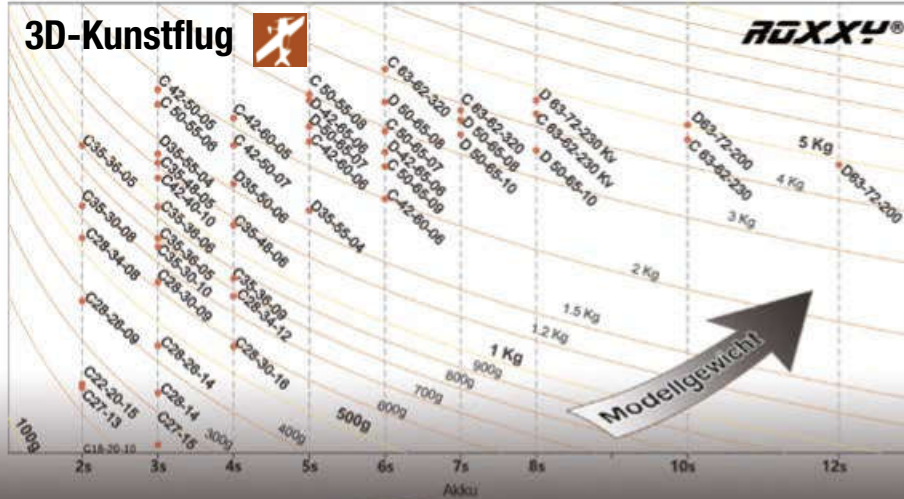 3D-Kunstflug
ROXXY®
C 42-50-05
C 50-55-06
C35-36-05
D35-55-04
C35-48-05
C42-40-10
C35-30-08
C35-36-06
C28-34-08
C35-36-05
C35-30-10
C28-30-09
C28-26-09
C28-26-14
C22-20-15
C27-13
C28-14
C27-15
C18-20-10
C-42-60-05
C 42-50-07
D35-50-06
C35-48-06
C35-36-09
C28-34-12
C28-30-16
C 50-55-08
D-42-65-06
D-50-65-07
C-42-60-06
D35-55-04
C 63-62-320
D 50-65-08
C 50-65-07
D-42-65-06
C 50-65-09
C-42-60-06
C 63-62-320
D 50-65-08
D 50-65-10
D 63-72-230 Kv
C 63-62-230 Kv
D 50-65-10
D63-72-200
C 63-62-230
D63-72-200
5 Kg
4 Kg
3 Kg
2 Kg
1.5 Kg
1.2 Kg
1 Kg
900g
800g
700g
600g
500g
400g
300g
100g
Modellgewicht
2s 3s 4s 5s 6s 7s 8s 10s 12s
Akku